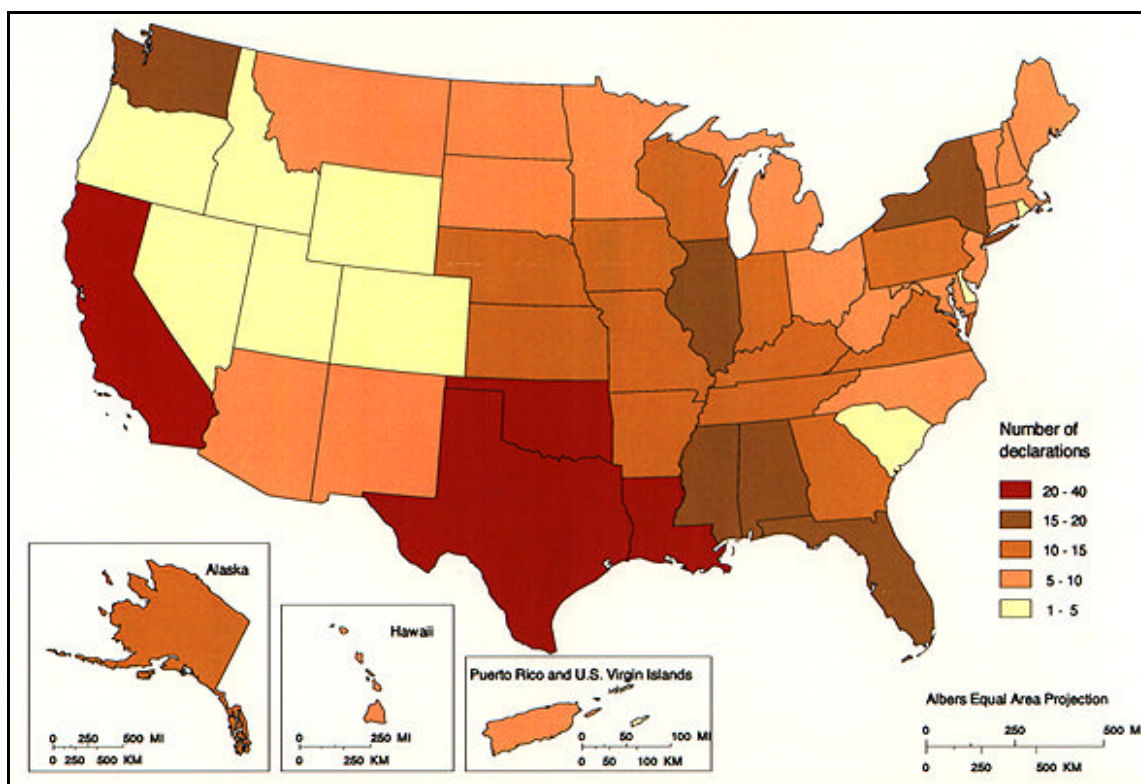 Number of
declarations
20 - 40
15 - 20
10 - 15
5 - 10
1 - 5
Alaska
0 250 500 MI
0 250 500 KM
Hawaii
0 250 MI
0 250 KM
Puerto Rico and U.S. Virgin Islands
0 50 100 MI
0 60 100 KM
Albers Equal Area Projection
0 250 500 MI
0 250 500 KM